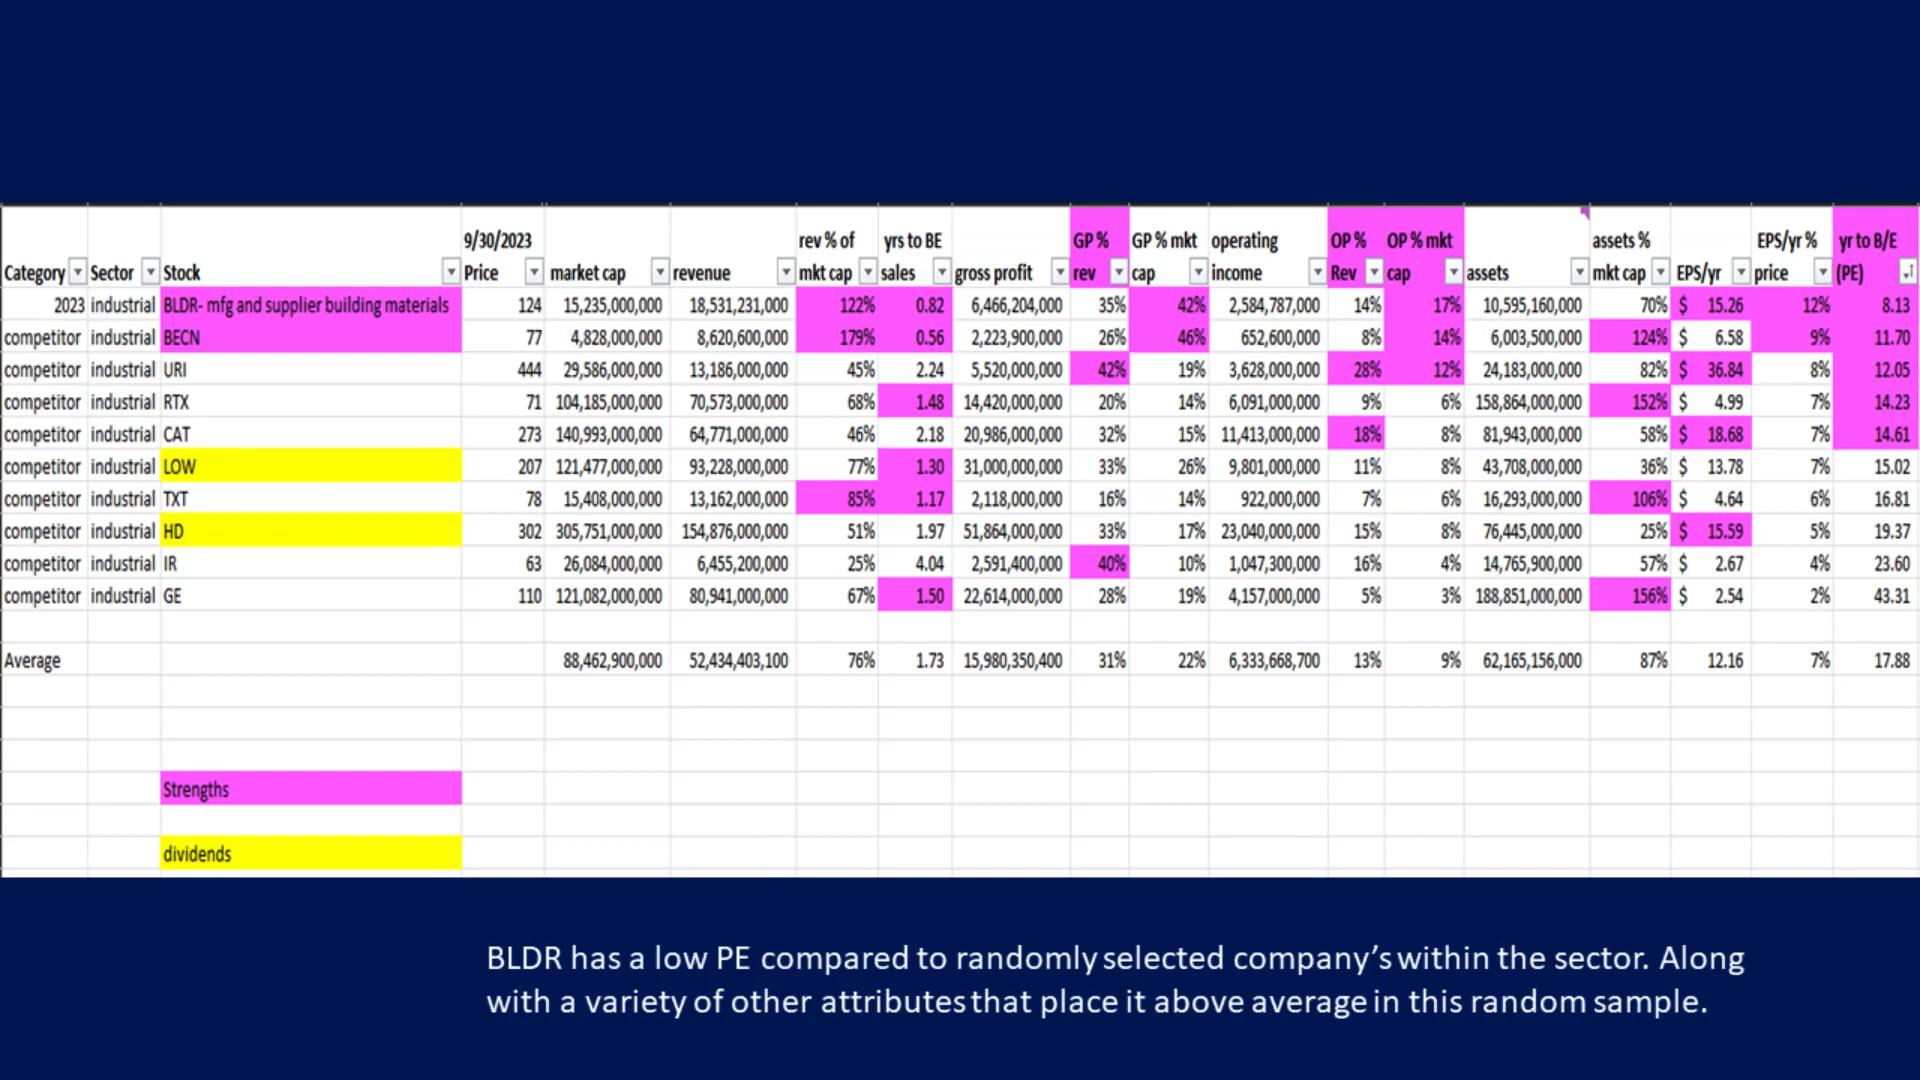 9/30/2023 rev % of yrs to BE GP % GP % mkt operating OP % OP % mkt assets % EPS/yr % yr to B/E
Category Sector Stock Price market cap revenue mkt cap sales gross profit rev cap income Rev cap assets mkt cap EPS/yr price (PE)
2023 industrial BLDR- mfg and supplier building materials 124 15,235,000,000 18,531,231,000 122% 0.82 6,466,204,000 35% 42% 2,584,787,000 14% 17% 10,595,160,000 70% $ 15.26 12% 8.13
competitor industrial BECN 77 4,828,000,000 8,620,600,000 179% 0.56 2,223,900,000 26% 46% 652,600,000 8% 14% 6,003,500,000 124% $ 6.58 9% 11.70
competitor industrial URI 444 29,586,000,000 13,186,000,000 45% 2.24 5,520,000,000 42% 19% 3,628,000,000 28% 12% 24,183,000,000 82% $ 36.84 8% 12.05
competitor industrial RTX 71 104,185,000,000 70,573,000,000 68% 1.48 14,420,000,000 20% 14% 6,091,000,000 9% 6% 158,864,000,000 152% $ 4.99 7% 14.23
competitor industrial CAT 273 140,993,000,000 64,771,000,000 46% 2.18 20,986,000,000 32% 15% 11,413,000,000 18% 8% 81,943,000,000 58% $ 18.68 7% 14.61
competitor industrial LOW 207 121,477,000,000 93,228,000,000 77% 1.30 31,000,000,000 33% 26% 9,801,000,000 11% 8% 43,708,000,000 36% $ 13.78 7% 15.02
competitor industrial TXT 78 15,408,000,000 13,162,000,000 85% 1.17 2,118,000,000 16% 14% 922,000,000 7% 6% 16,293,000,000 106% $ 4.64 6% 16.81
competitor industrial HD 302 305,751,000,000 154,876,000,000 51% 1.97 51,864,000,000 33% 17% 23,040,000,000 15% 8% 76,445,000,000 25% $ 15.59 5% 19.37
competitor industrial IR 63 26,084,000,000 6,455,200,000 25% 4.04 2,591,400,000 40% 10% 1,047,300,000 16% 4% 14,765,900,000 57% $ 2.67 4% 23.60
competitor industrial GE 110 121,082,000,000 80,941,000,000 67% 1.50 22,614,000,000 28% 19% 4,157,000,000 5% 3% 188,851,000,000 156% $ 2.54 2% 43.31
Average 88,462,900,000 52,434,403,100 76% 1.73 15,980,350,400 31% 22% 6,333,668,700 13% 9% 62,165,156,000 87% 12.16 7% 17.88
Strengths
dividends
BLDR has a low PE compared to randomly selected company’s within the sector. Along
with a variety of other attributes that place it above average in this random sample.